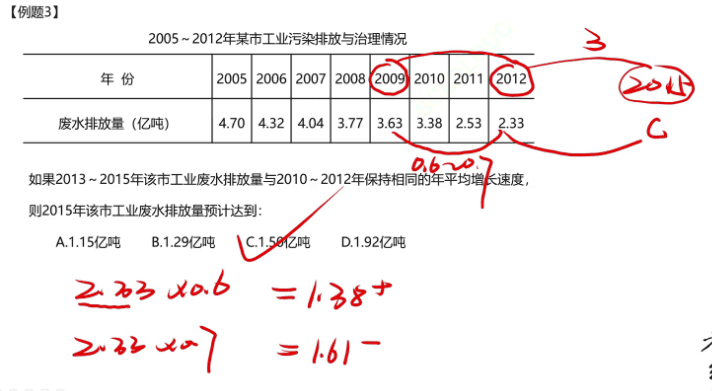 【例题3】
2005~2012年某市工业污染排放与治理情况
年 份 2005 2006 2007 2008 2009 2010 2011 2012
废水排放量（亿吨） 4.70 4.32 4.04 3.77 3.63 3.38 2.53 2.33
3
2015
C
0.6~0.7
如果2013~2015年该市工业废水排放量与2010~2012年保持相同的年平均增长速度，
则2015年该市工业废水排放量预计达到：
A.1.15亿吨 B.1.29亿吨 C.1.50亿吨 D.1.92亿吨
2.33 ×0.6 = 1.38+
2.33 ×0.7 = 1.61-